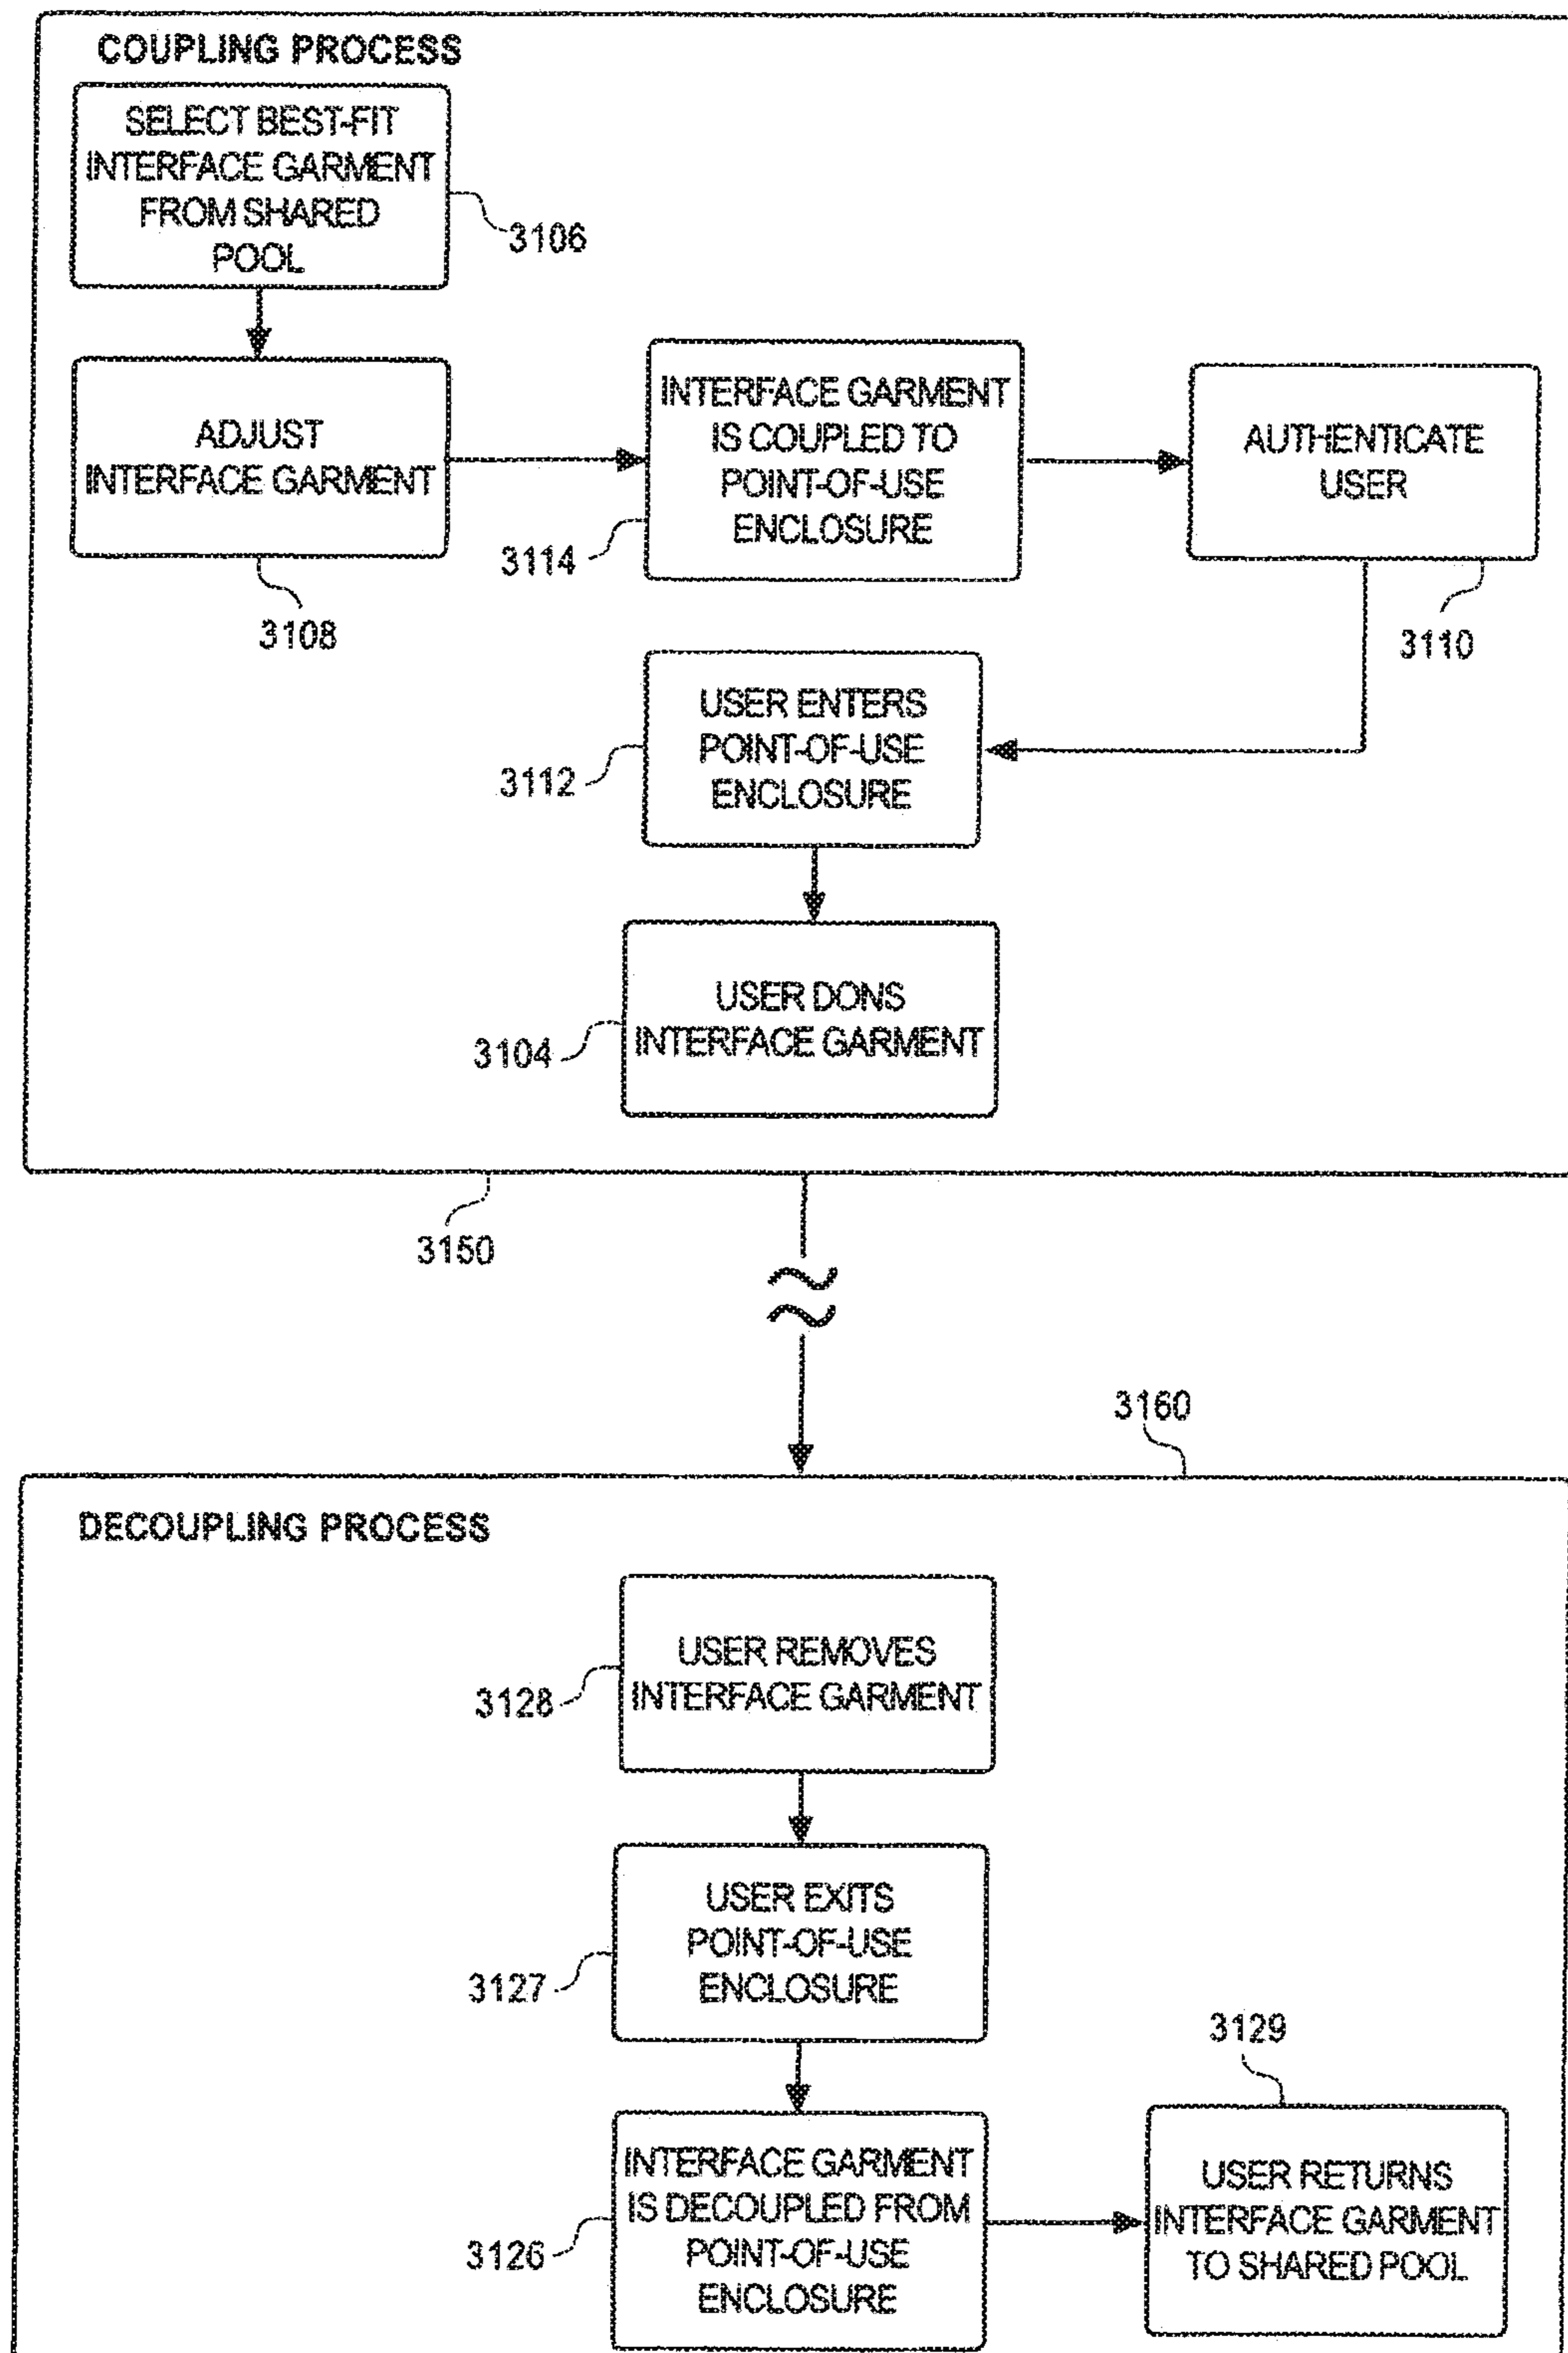 COUPLING PROCESS
SELECT BEST-FIT
INTERFACE GARMENT
FROM SHARED
POOL
3106
ADJUST
INTERFACE GARMENT
3108
INTERFACE GARMENT
IS COUPLED TO
POINT-OF-USE
ENCLOSURE
3114
AUTHENTICATE
USER
3110
USER ENTERS
POINT-OF-USE
ENCLOSURE
3112
USER DONS
INTERFACE GARMENT
3104
3150
3160
DECOUPLING PROCESS
USER REMOVES
INTERFACE GARMENT
3128
USER EXITS
POINT-OF-USE
ENCLOSURE
3127
INTERFACE GARMENT
IS DECOUPLED FROM
POINT-OF-USE
ENCLOSURE
3126
3129
USER RETURNS
INTERFACE GARMENT
TO SHARED POOL